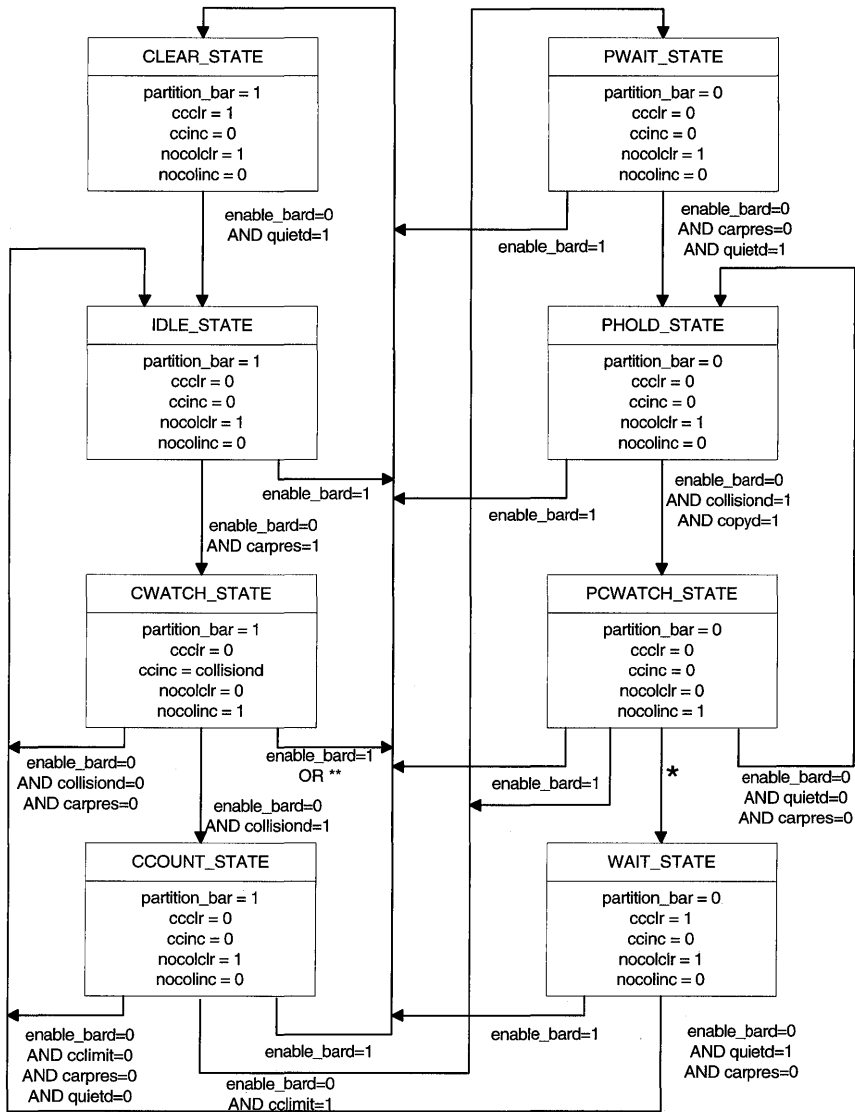 CLEAR_STATE
partition_bar = 1
ccclr = 1
ccinc = 0
nocolclr = 1
nocolinc = 0
enable_bard=0
AND quietd=1
IDLE_STATE
partition_bar = 1
ccclr = 0
ccinc = 0
nocolclr = 1
nocolinc = 0
enable_bard=1
enable_bard=0
AND carpres=1
CWATCH_STATE
partition_bar = 1
ccclr = 0
ccinc = collisiond
nocolclr = 0
nocolinc = 1
enable_bard=0
AND collisiond=0
AND carpres=0
enable_bard=1
OR **
enable_bard=0
AND collisiond=1
CCOUNT_STATE
partition_bar = 1
ccclr = 0
ccinc = 0
nocolclr = 1
nocolinc = 0
enable_bard=0
AND cclimit=0
AND carpres=0
AND quietd=0
enable_bard=1
enable_bard=0
AND cclimit=1
PWAIT_STATE
partition_bar = 0
ccclr = 0
ccinc = 0
nocolclr = 1
nocolinc = 0
enable_bard=1
enable_bard=0
AND carpres=0
AND quietd=1
PHOLD_STATE
partition_bar = 0
ccclr = 0
ccinc = 0
nocolclr = 1
nocolinc = 0
enable_bard=1
enable_bard=0
AND collisiond=1
AND copyd=1
PCWATCH_STATE
partition_bar = 0
ccclr = 0
ccinc = 0
nocolclr = 0
nocolinc = 1
enable_bard=1
*
enable_bard=0
AND quietd=0
AND carpres=0
WAIT_STATE
partition_bar = 0
ccclr = 1
ccinc = 0
nocolclr = 1
nocolinc = 0
enable_bard=1
enable_bard=0
AND quietd=1
AND carpres=0